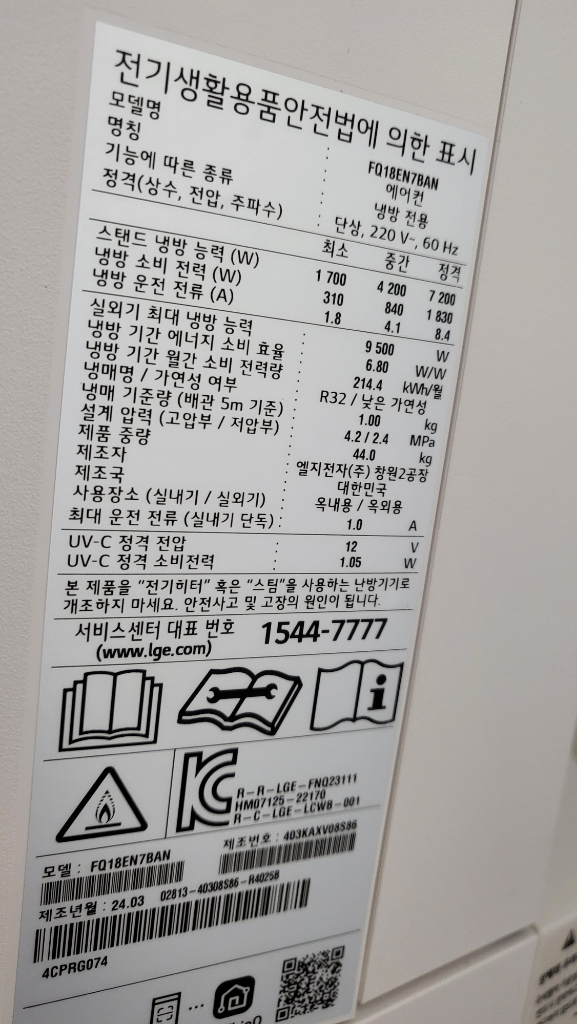 전기생활용품안전법에 의한 표시
모델명 : FQ18EN7BAN
명칭 : 에어컨
기능에 따른 종류 : 냉방 전용
정격(상수, 전압, 주파수) : 단상, 220 V~, 60 Hz
최소 중간 정격
스탠드 냉방 능력 (W) 1 700 4 200 7 200
냉방 소비 전력 (W) 310 840 1 830
냉방 운전 전류 (A) 1.8 4.1 8.4
실외기 최대 냉방 능력 : 9 500 W
냉방 기간 에너지 소비 효율 : 6.80 W/W
냉방 기간 월간 소비 전력량 : 214.4 kWh/월
냉매명 / 가연성 여부 : R32 / 낮은 가연성
냉매 기준량 (배관 5m 기준) : 1.00 kg
설계 압력 (고압부 / 저압부) : 4.2 / 2.4 MPa
제품 중량 : 44.0 kg
제조자 : 엘지전자(주) 창원2공장
제조국 : 대한민국
사용장소 (실내기 / 실외기) : 옥내용 / 옥외용
최대 운전 전류 (실내기 단독) : 1.0 A
UV-C 정격 전압 : 12 V
UV-C 정격 소비전력 : 1.05 W
본 제품을 "전기히터" 혹은 "스팀"을 사용하는 난방기기로
개조하지 마세요. 안전사고 및 고장의 원인이 됩니다.
서비스센터 대표 번호 1544-7777
(www.lge.com)
R-R-LGE-FNQ23111
HM07125-22170
R-C-LGE-LCW8-001
모델 : FQ18EN7BAN 제조번호 : 403KAXV08S86
제조년월 : 24.03 02813-40308S86-R4025B
4CPRG074